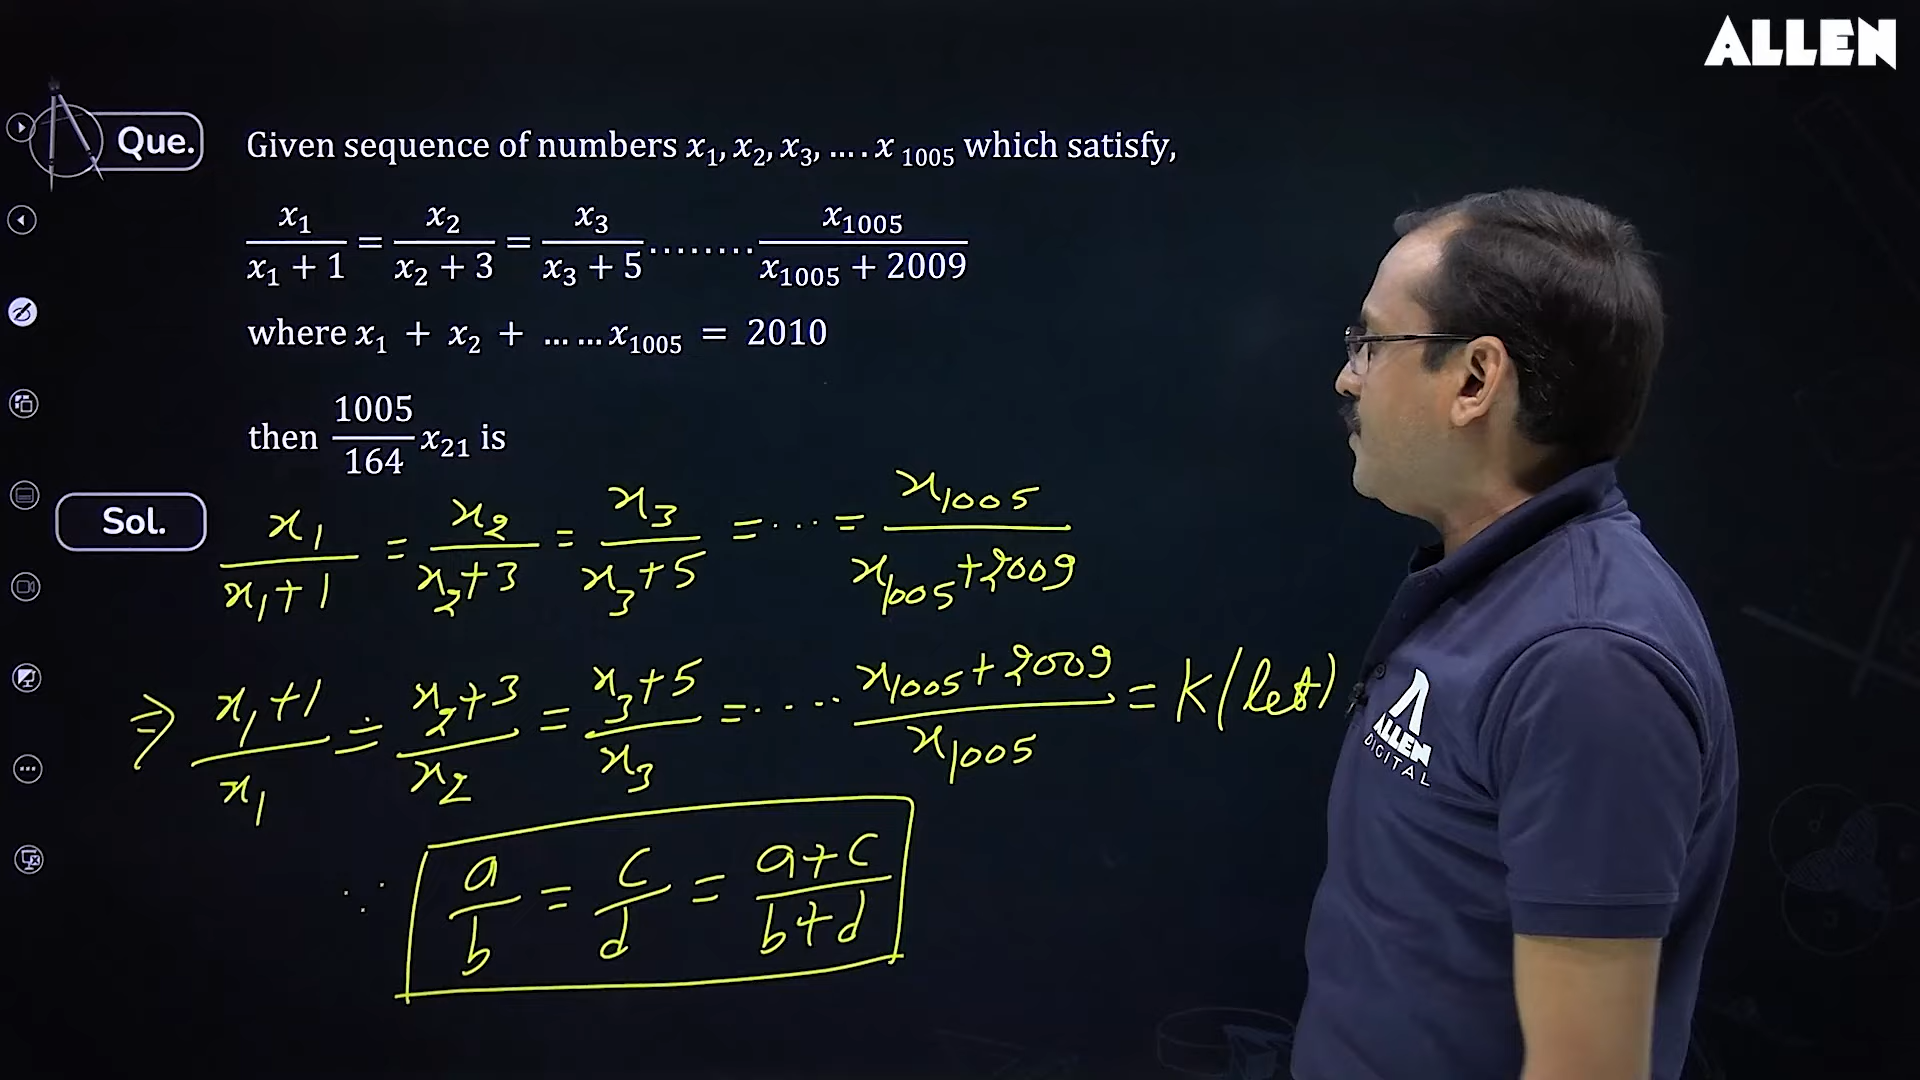 ALLEN
Que. Given sequence of numbers x₁, x₂, x₃, ....x ₁₀₀₅ which satisfy,
x₁/(x₁ + 1) = x₂/(x₂ + 3) = x₃/(x₃ + 5) ........ x₁₀₀₅/(x₁₀₀₅ + 2009)
where x₁ + x₂ + ...... x₁₀₀₅ = 2010
then 1005/164 x₂₁ is
Sol. x₁/(x₁+1) = x₂/(x₂+3) = x₃/(x₃+5) = ... = x₁₀₀₅/(x₁₀₀₅+2009)
⇒ (x₁+1)/x₁ = (x₂+3)/x₂ = (x₃+5)/x₃ = .... (x₁₀₀₅+2009)/x₁₀₀₅ = K (let)
∵ a/b = c/d = (a+c)/(b+d)
ALLEN
DIGITAL